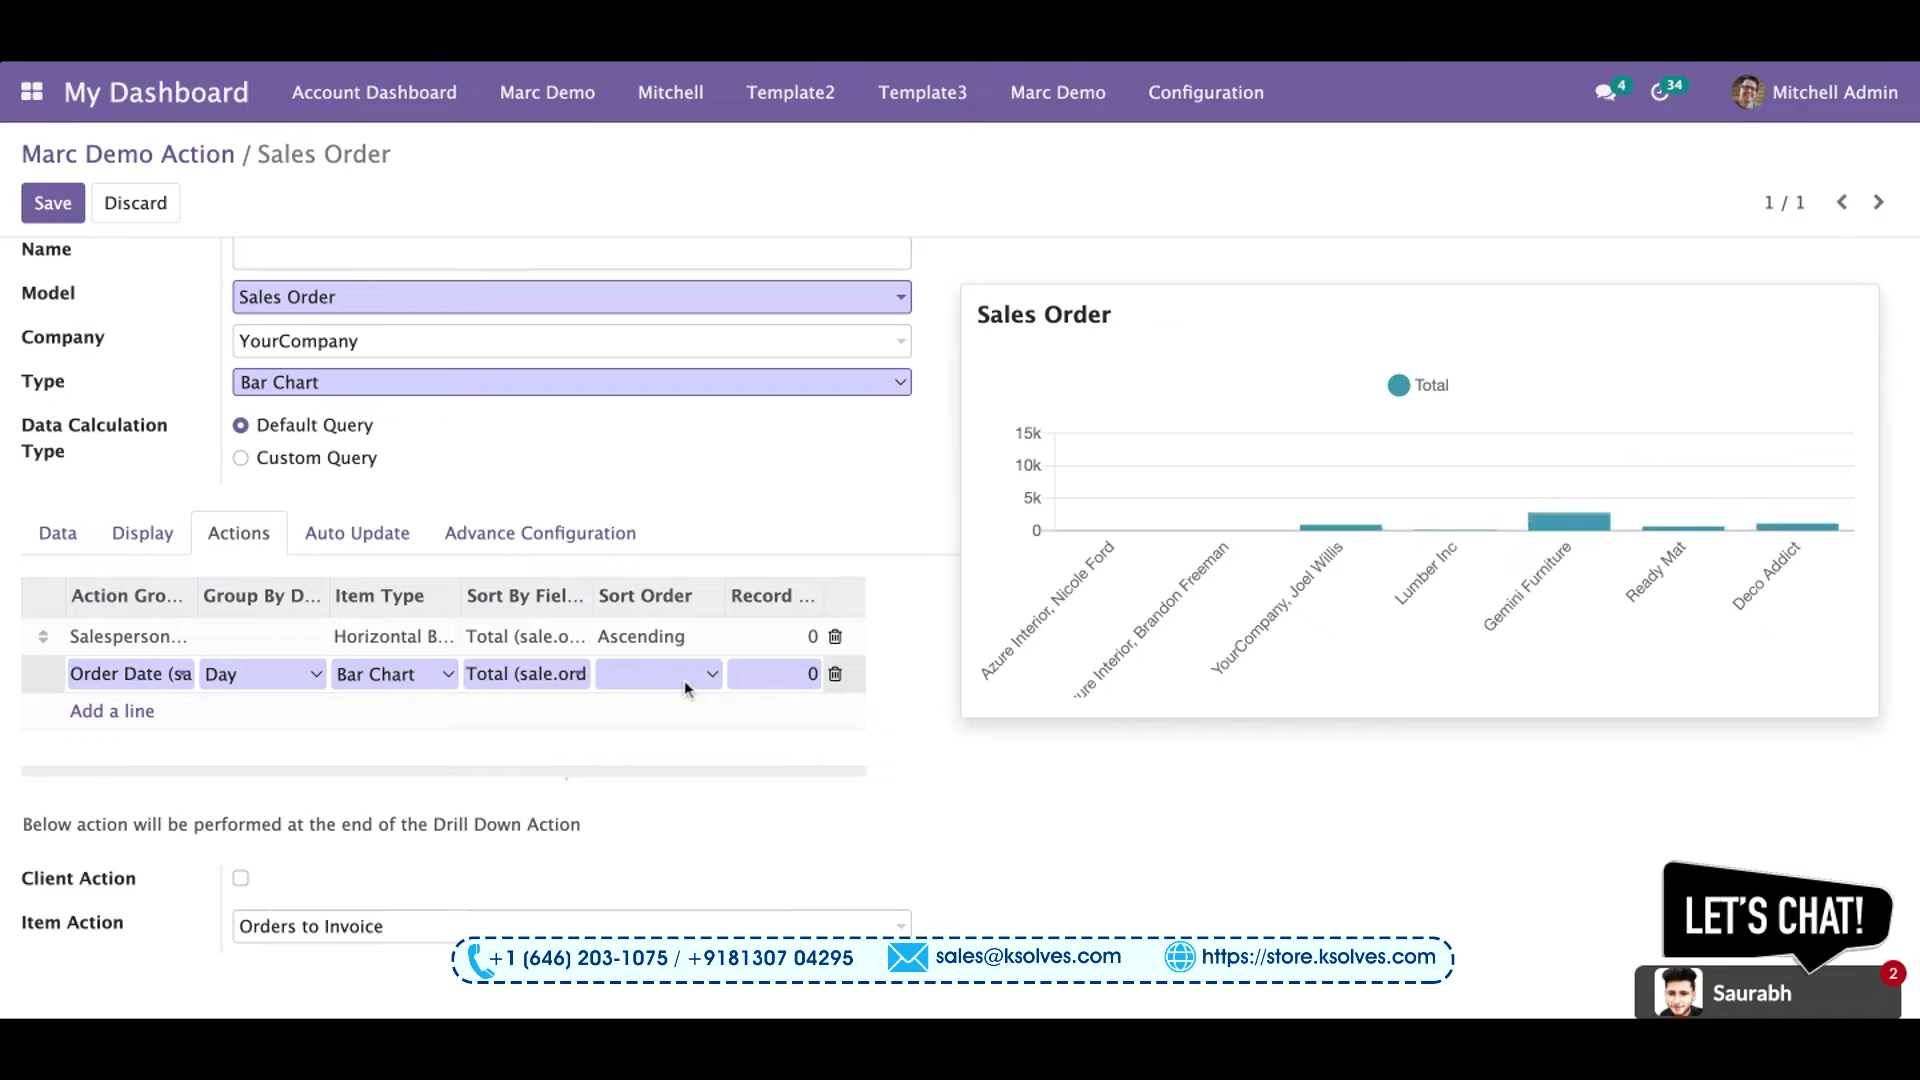 My Dashboard Account Dashboard Marc Demo Mitchell Template2 Template3 Marc Demo Configuration 4 34 Mitchell Admin
Marc Demo Action / Sales Order
Save Discard 1 / 1
Name
Model Sales Order
Company YourCompany
Type Bar Chart
Data Calculation Type
Default Query
Custom Query
Data Display Actions Auto Update Advance Configuration
Action Gro... Group By D... Item Type Sort By Fiel... Sort Order Record ...
Salesperson... Horizontal B... Total (sale.o... Ascending 0
Order Date (sa Day Bar Chart Total (sale.ord 0
Add a line
Below action will be performed at the end of the Drill Down Action
Client Action
Item Action Orders to Invoice
Sales Order
Total
15k
10k
5k
0
Azure Interior, Nicole Ford
ure Interior, Brandon Freeman
YourCompany, Joel Willis
Lumber Inc
Gemini Furniture
Ready Mat
Deco Addict
+1 (646) 203-1075 / +9181307 04295 sales@ksolves.com https://store.ksolves.com
LET'S CHAT!
Saurabh 2